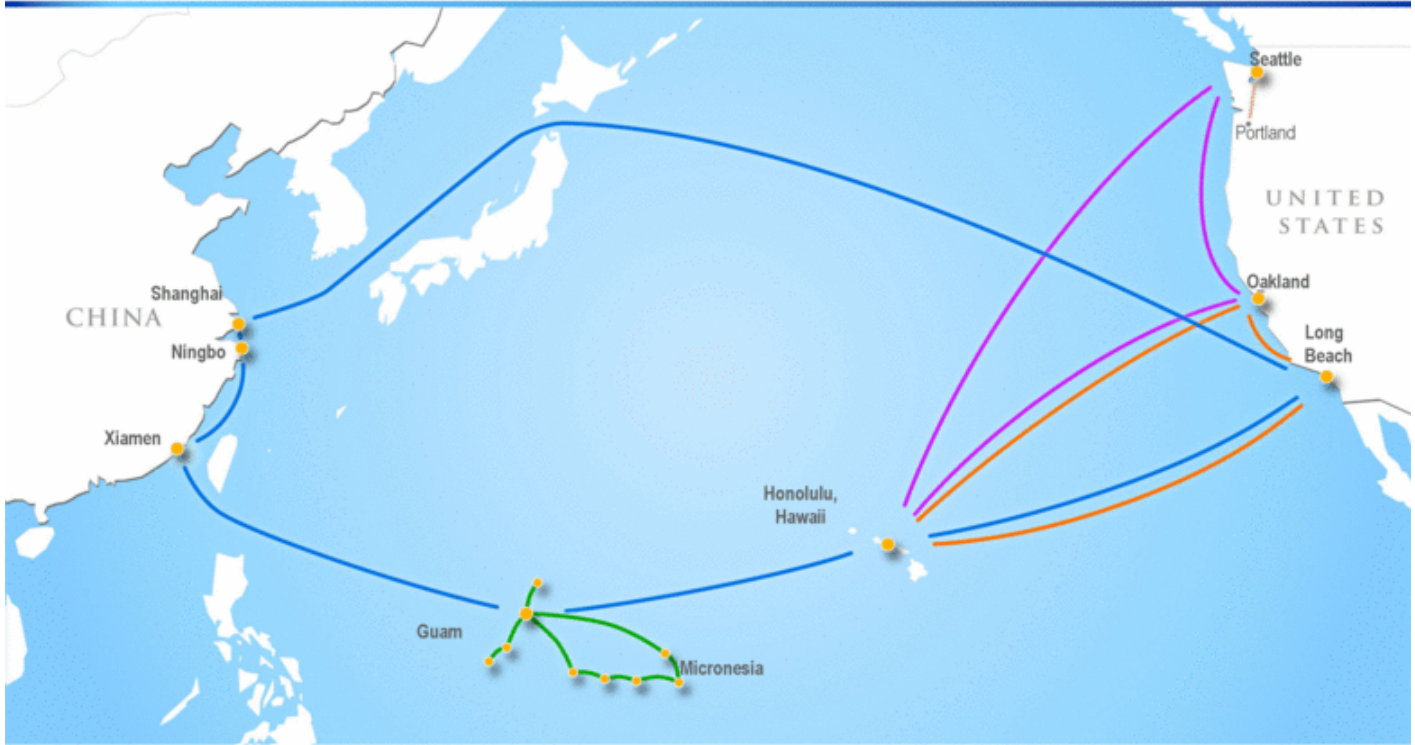 Seattle
Portland
UNITED
STATES
Oakland
Long
Beach
Shanghai
CHINA
Ningbo
Xiamen
Honolulu,
Hawaii
Guam
Micronesia